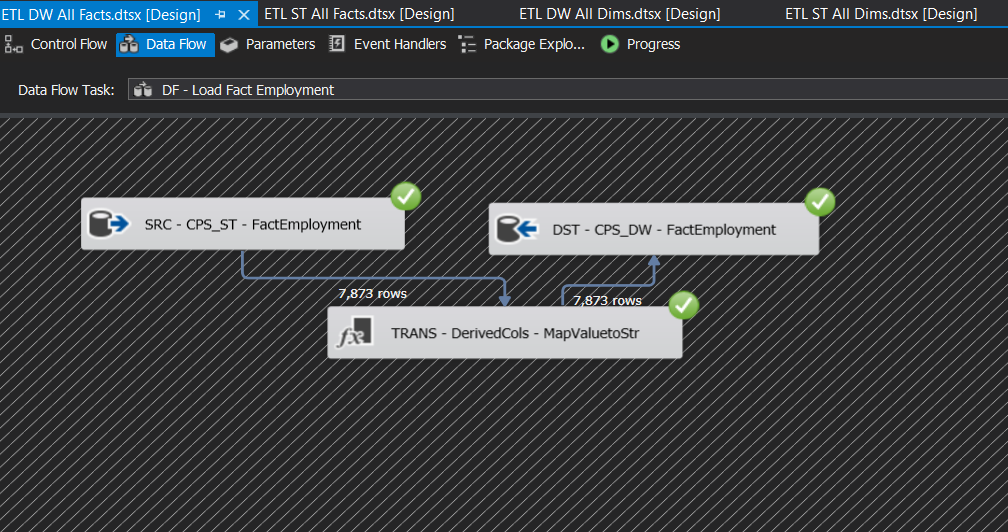 ETL DW All Facts.dtsx [Design] ETL ST All Facts.dtsx [Design] ETL DW All Dims.dtsx [Design] ETL ST All Dims.dtsx [Design]
Control Flow Data Flow Parameters Event Handlers Package Explo... Progress
Data Flow Task: DF - Load Fact Employment
SRC - CPS_ST - FactEmployment
DST - CPS_DW - FactEmployment
7,873 rows
7,873 rows
fx TRANS - DerivedCols - MapValuetoStr